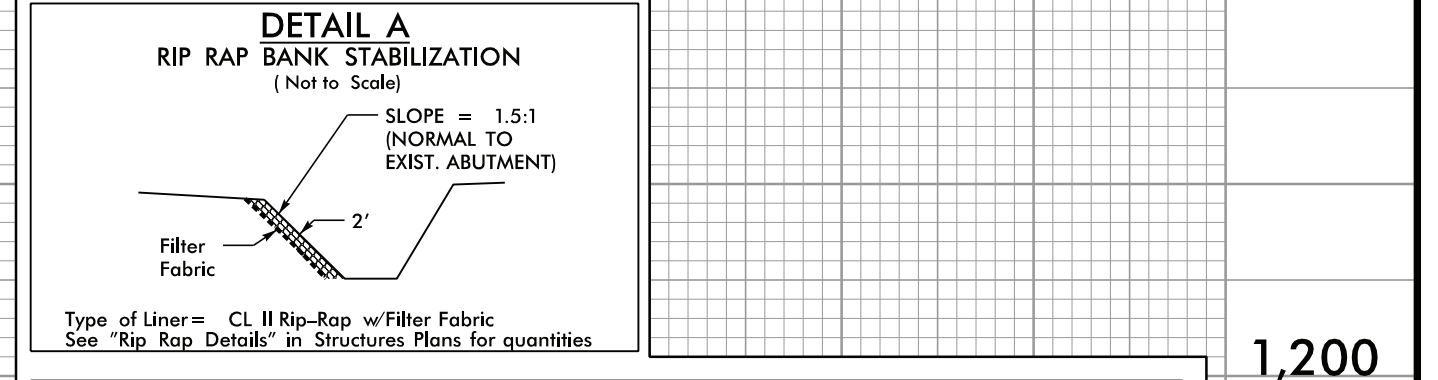 DETAIL A
RIP RAP BANK STABILIZATION
( Not to Scale)
SLOPE = 1.5:1
(NORMAL TO
EXIST. ABUTMENT)
2'
Filter
Fabric
Type of Liner= CL II Rip-Rap w/Filter Fabric
See "Rip Rap Details" in Structures Plans for quantities
1,200